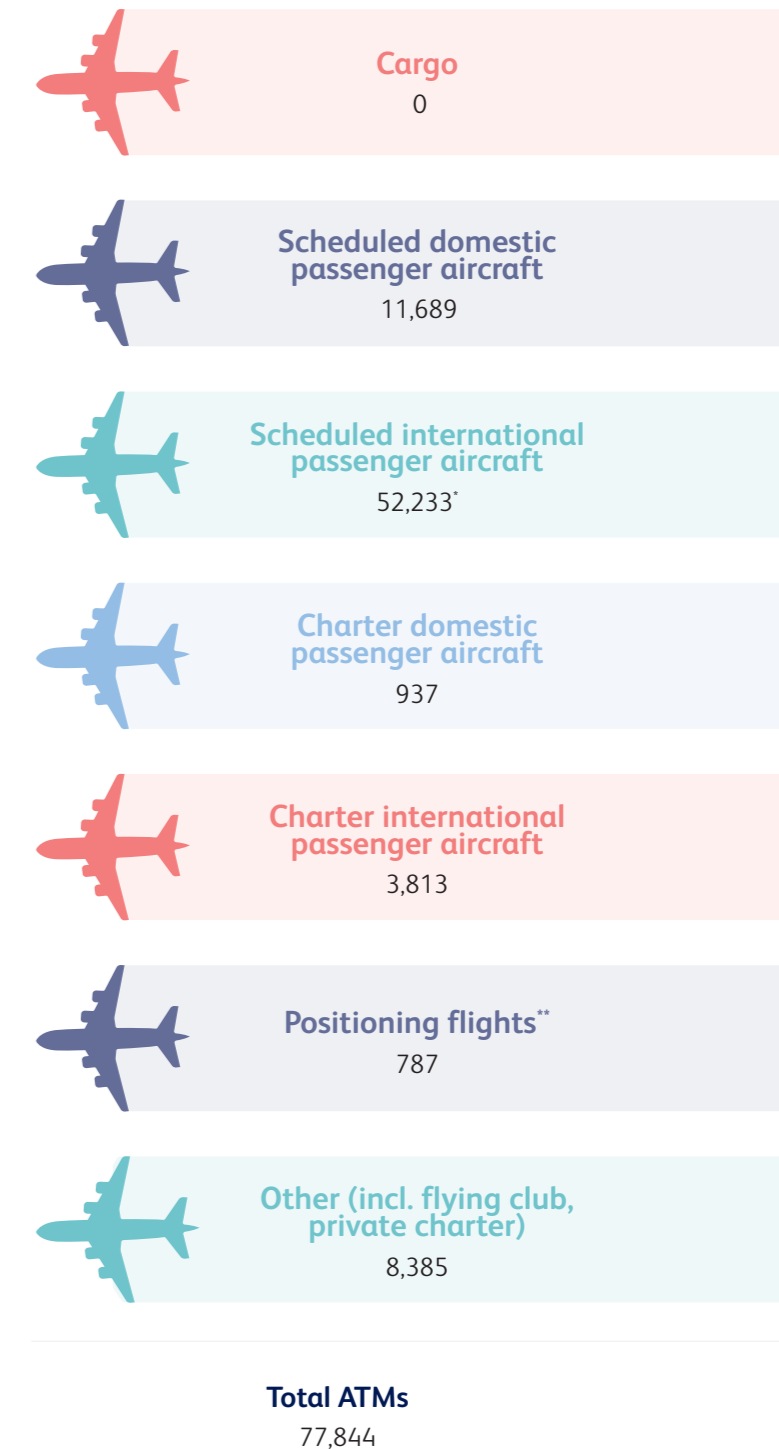 Cargo
0
Scheduled domestic
passenger aircraft
11,689
Scheduled international
passenger aircraft
52,233*
Charter domestic
passenger aircraft
937
Charter international
passenger aircraft
3,813
Positioning flights**
787
Other (incl. flying club,
private charter)
8,385
Total ATMs
77,844